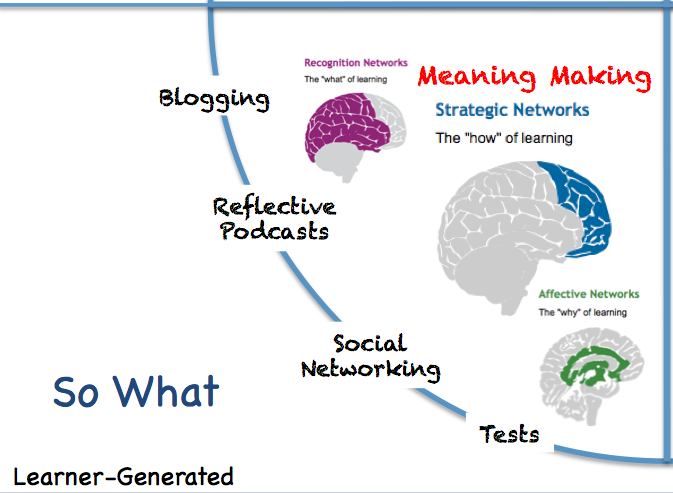 Recognition Networks
The "what" of learning
Meaning Making
Strategic Networks
The "how" of learning
Blogging
Reflective
Podcasts
Affective Networks
The "why" of learning
Social
Networking
So What
Tests
Learner-Generated